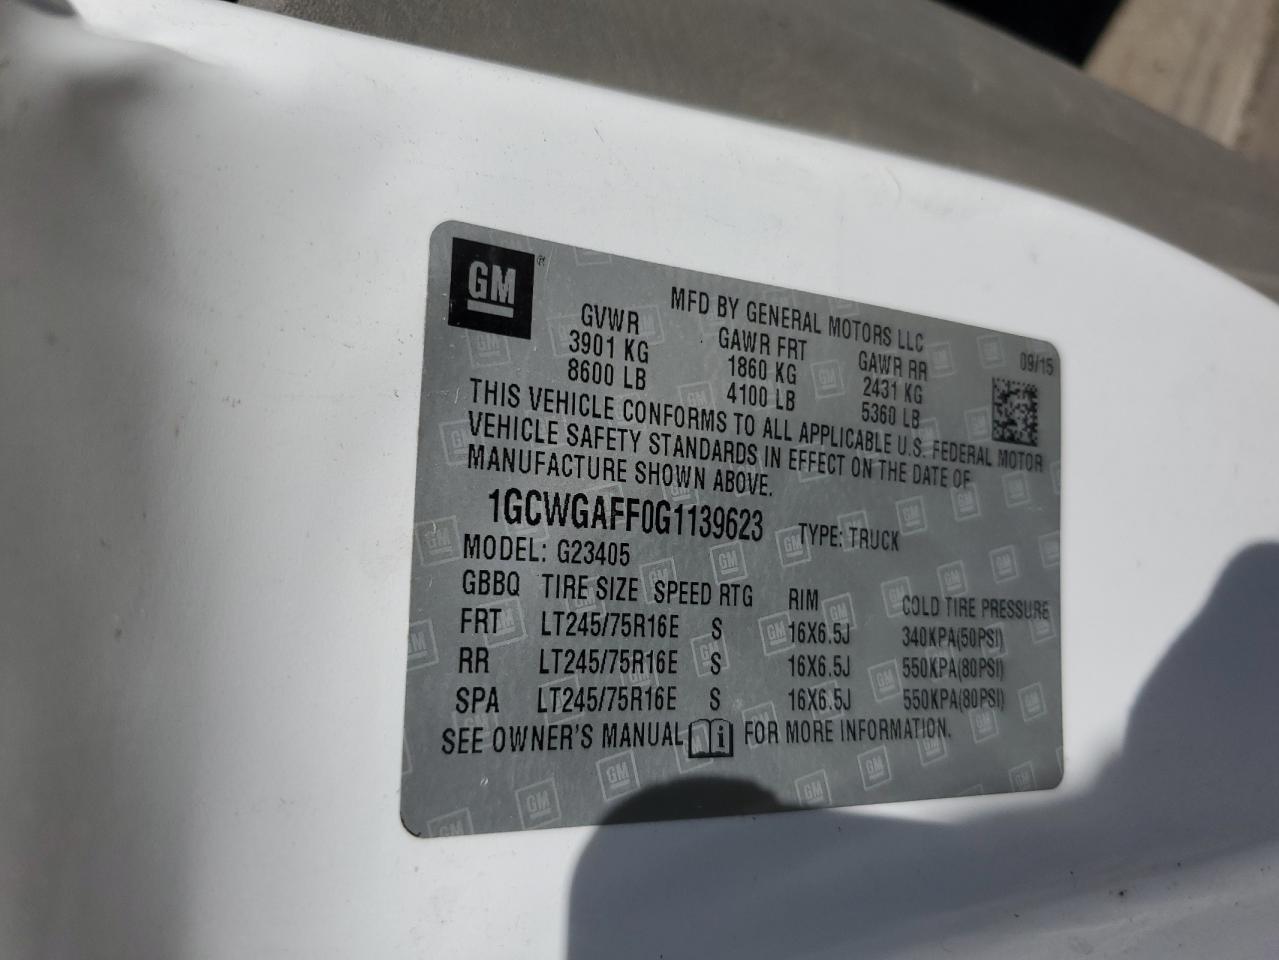 GM ®
MFD BY GENERAL MOTORS LLC
GVWR GAWR FRT GAWR RR 09/15
3901 KG 1860 KG 2431 KG
8600 LB 4100 LB 5360 LB
THIS VEHICLE CONFORMS TO ALL APPLICABLE U.S. FEDERAL MOTOR
VEHICLE SAFETY STANDARDS IN EFFECT ON THE DATE OF
MANUFACTURE SHOWN ABOVE.
1GCWGAFF0G1139623 TYPE: TRUCK
MODEL: G23405
GBBQ TIRE SIZE SPEED RTG RIM COLD TIRE PRESSURE
FRT LT245/75R16E S 16X6.5J 340KPA(50PSI)
RR LT245/75R16E S 16X6.5J 550KPA(80PSI)
SPA LT245/75R16E S 16X6.5J 550KPA(80PSI)
SEE OWNER'S MANUAL i FOR MORE INFORMATION.